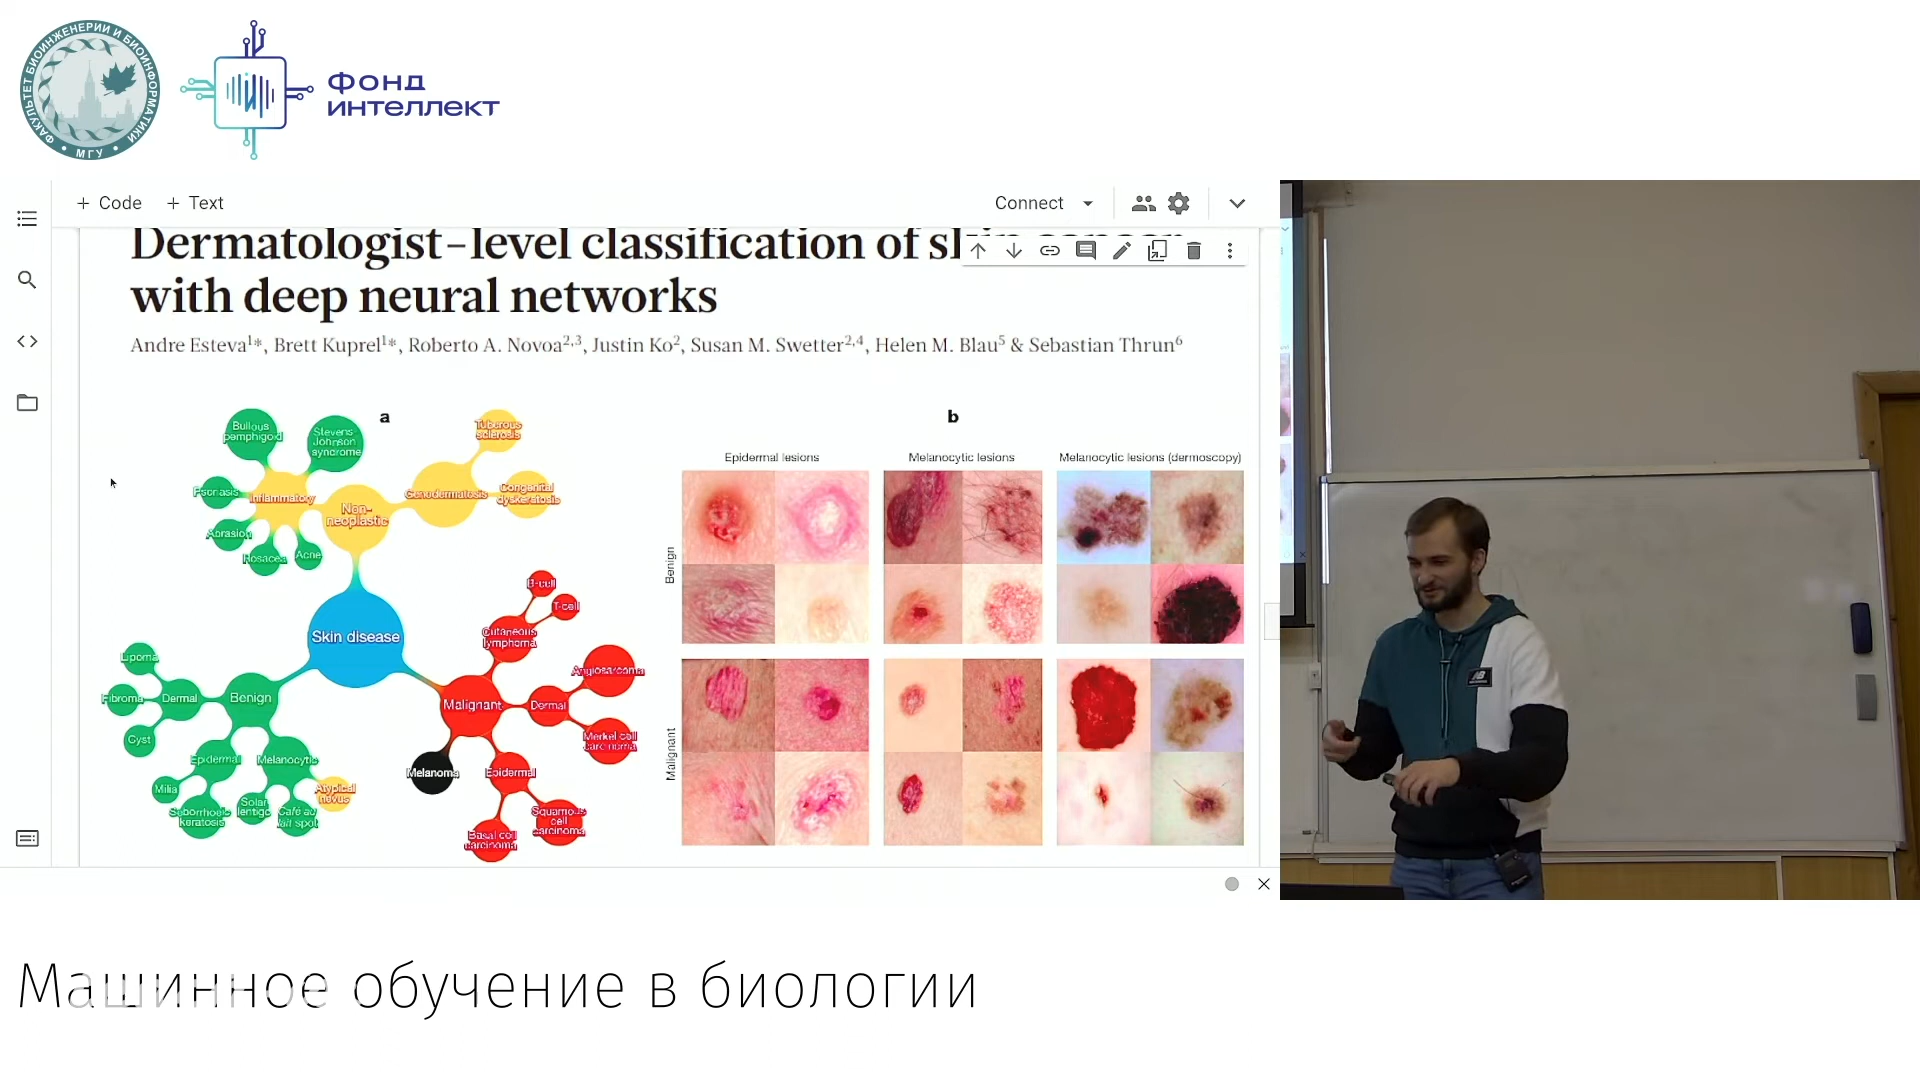 ФАКУЛЬТЕТ БИОИНЖЕНЕРИИ И БИОИНФОРМАТИКИ
МГУ
ФОНД
ИНТЕЛЛЕКТ
+ Code + Text
Connect
Dermatologist-level classification of skin cancer
with deep neural networks
Andre Esteva1*, Brett Kuprel1*, Roberto A. Novoa2,3, Justin Ko2, Susan M. Swetter2,4, Helen M. Blau5 & Sebastian Thrun6
a
b
Bullous
pemphigoid
Stevens-
Johnson
syndrome
Tuberous
sclerosis
Psoriasis
Inflammatory
Non-
neoplastic
Genodermatosis
Congenital
dyskeratosis
Abrasion
Rosacea
Acne
Skin disease
B-cell
T-cell
Cutaneous
lymphoma
Angiosarcoma
Malignant
Dermal
Merkel cell
carcinoma
Melanoma
Epidermal
Squamous
cell
carcinoma
Basal cell
carcinoma
Lipoma
Fibroma
Dermal
Benign
Cyst
Epidermal
Melanocytic
Milia
Seborrhoeic
keratosis
Solar
lentigo
Café au
lait spot
Atypical
nevus
Epidermal lesions
Melanocytic lesions
Melanocytic lesions (dermoscopy)
Benign
Malignant
Машинное обучение в биологии